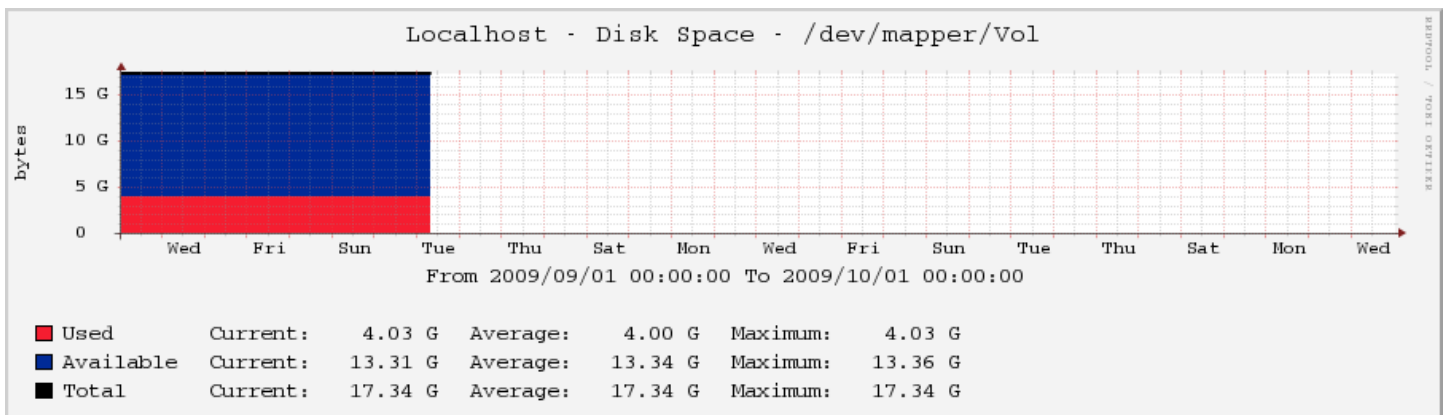 Localhost - Disk Space - /dev/mapper/Vol
RRDTOOL / TOBI OETIKER
bytes
15 G
10 G
5 G
0
Wed Fri Sun Tue Thu Sat Mon Wed Fri Sun Tue Thu Sat Mon Wed
From 2009/09/01 00:00:00 To 2009/10/01 00:00:00
Used Current: 4.03 G Average: 4.00 G Maximum: 4.03 G
Available Current: 13.31 G Average: 13.34 G Maximum: 13.36 G
Total Current: 17.34 G Average: 17.34 G Maximum: 17.34 G